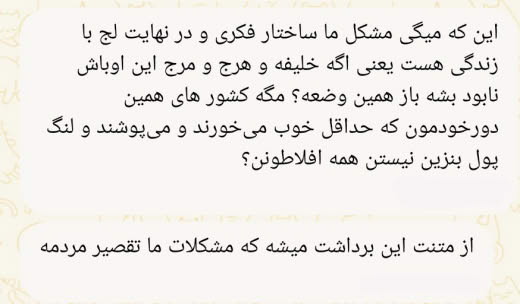 این که میگی مشکل ما ساختار فکری و در نهایت لج با
زندگی هست یعنی اگه خلیفه و هرج و مرج این اوباش
نابود بشه باز همین وضعه؟ مگه کشور های همین
دورخودمون که حداقل خوب می‌خورند و می‌پوشند و لنگ
پول بنزین نیستن همه افلاطونن؟
از متنت این برداشت میشه که مشکلات ما تقصیر مردمه